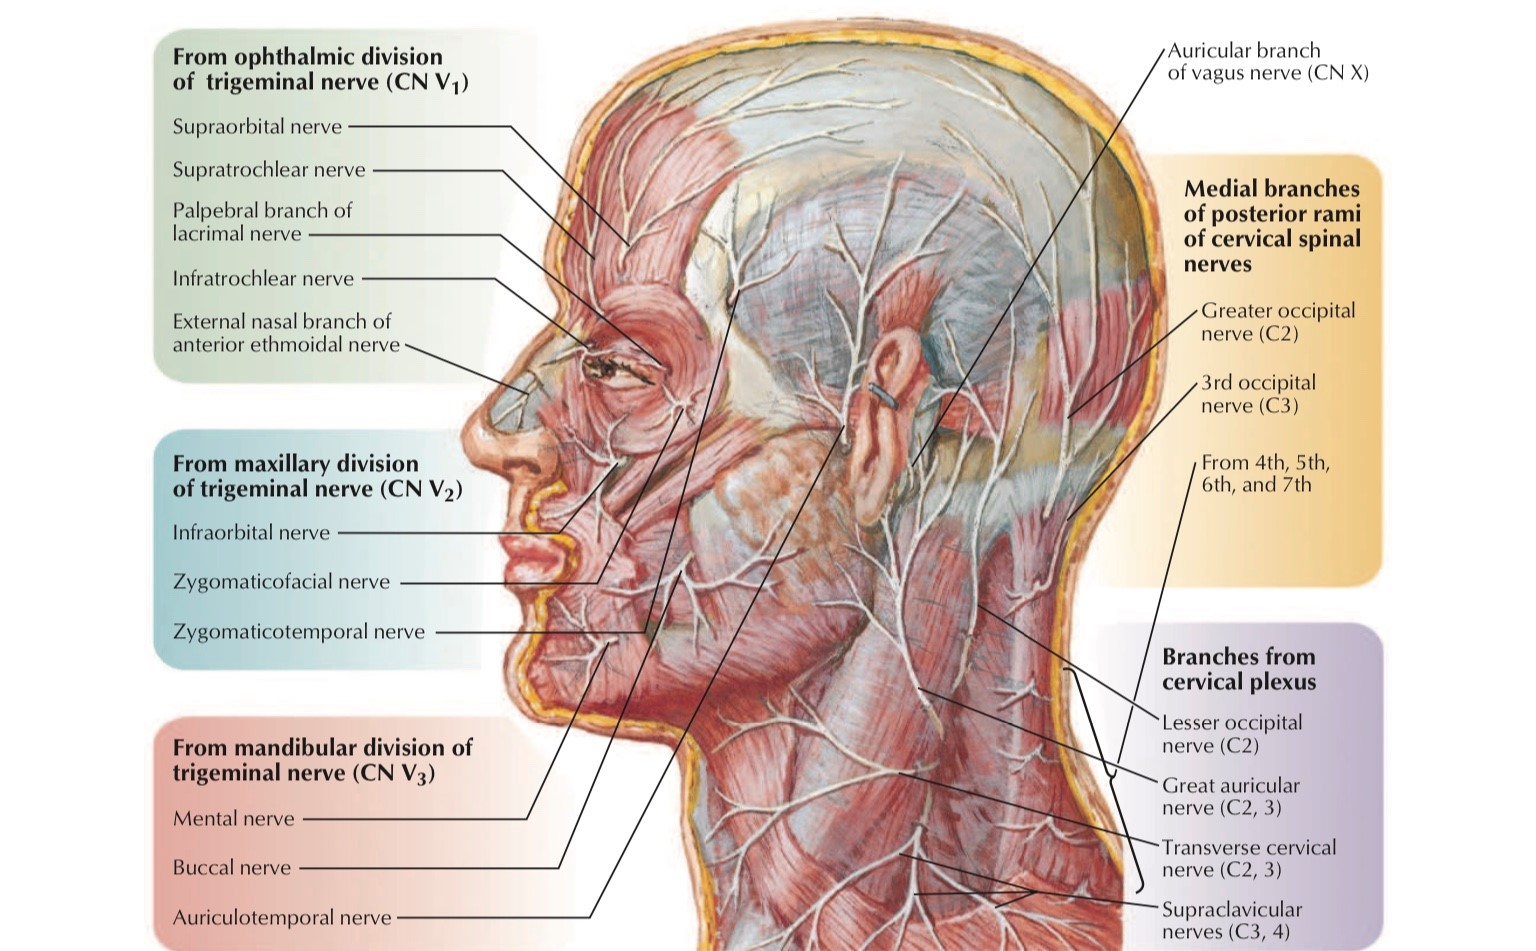 From ophthalmic division
of trigeminal nerve (CN V1)
Supraorbital nerve
Supratrochlear nerve
Palpebral branch of
lacrimal nerve
Infratrochlear nerve
External nasal branch of
anterior ethmoidal nerve
From maxillary division
of trigeminal nerve (CN V2)
Infraorbital nerve
Zygomaticofacial nerve
Zygomaticotemporal nerve
From mandibular division of
trigeminal nerve (CN V3)
Mental nerve
Buccal nerve
Auriculotemporal nerve
Auricular branch
of vagus nerve (CN X)
Medial branches
of posterior rami
of cervical spinal
nerves
Greater occipital
nerve (C2)
3rd occipital
nerve (C3)
From 4th, 5th,
6th, and 7th
Branches from
cervical plexus
Lesser occipital
nerve (C2)
Great auricular
nerve (C2, 3)
Transverse cervical
nerve (C2, 3)
Supraclavicular
nerves (C3, 4)